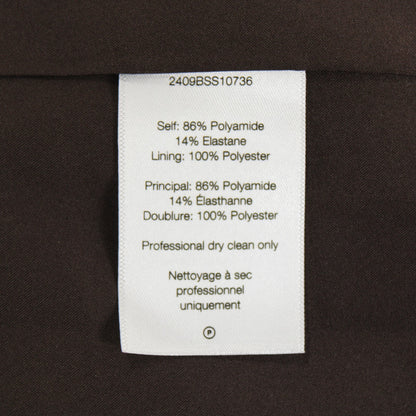 2409BSS10736
Self: 86% Polyamide
14% Elastane
Lining: 100% Polyester
Principal: 86% Polyamide
14% Élasthanne
Doublure: 100% Polyester
Professional dry clean only
Nettoyage à sec
professionnel
uniquement
P